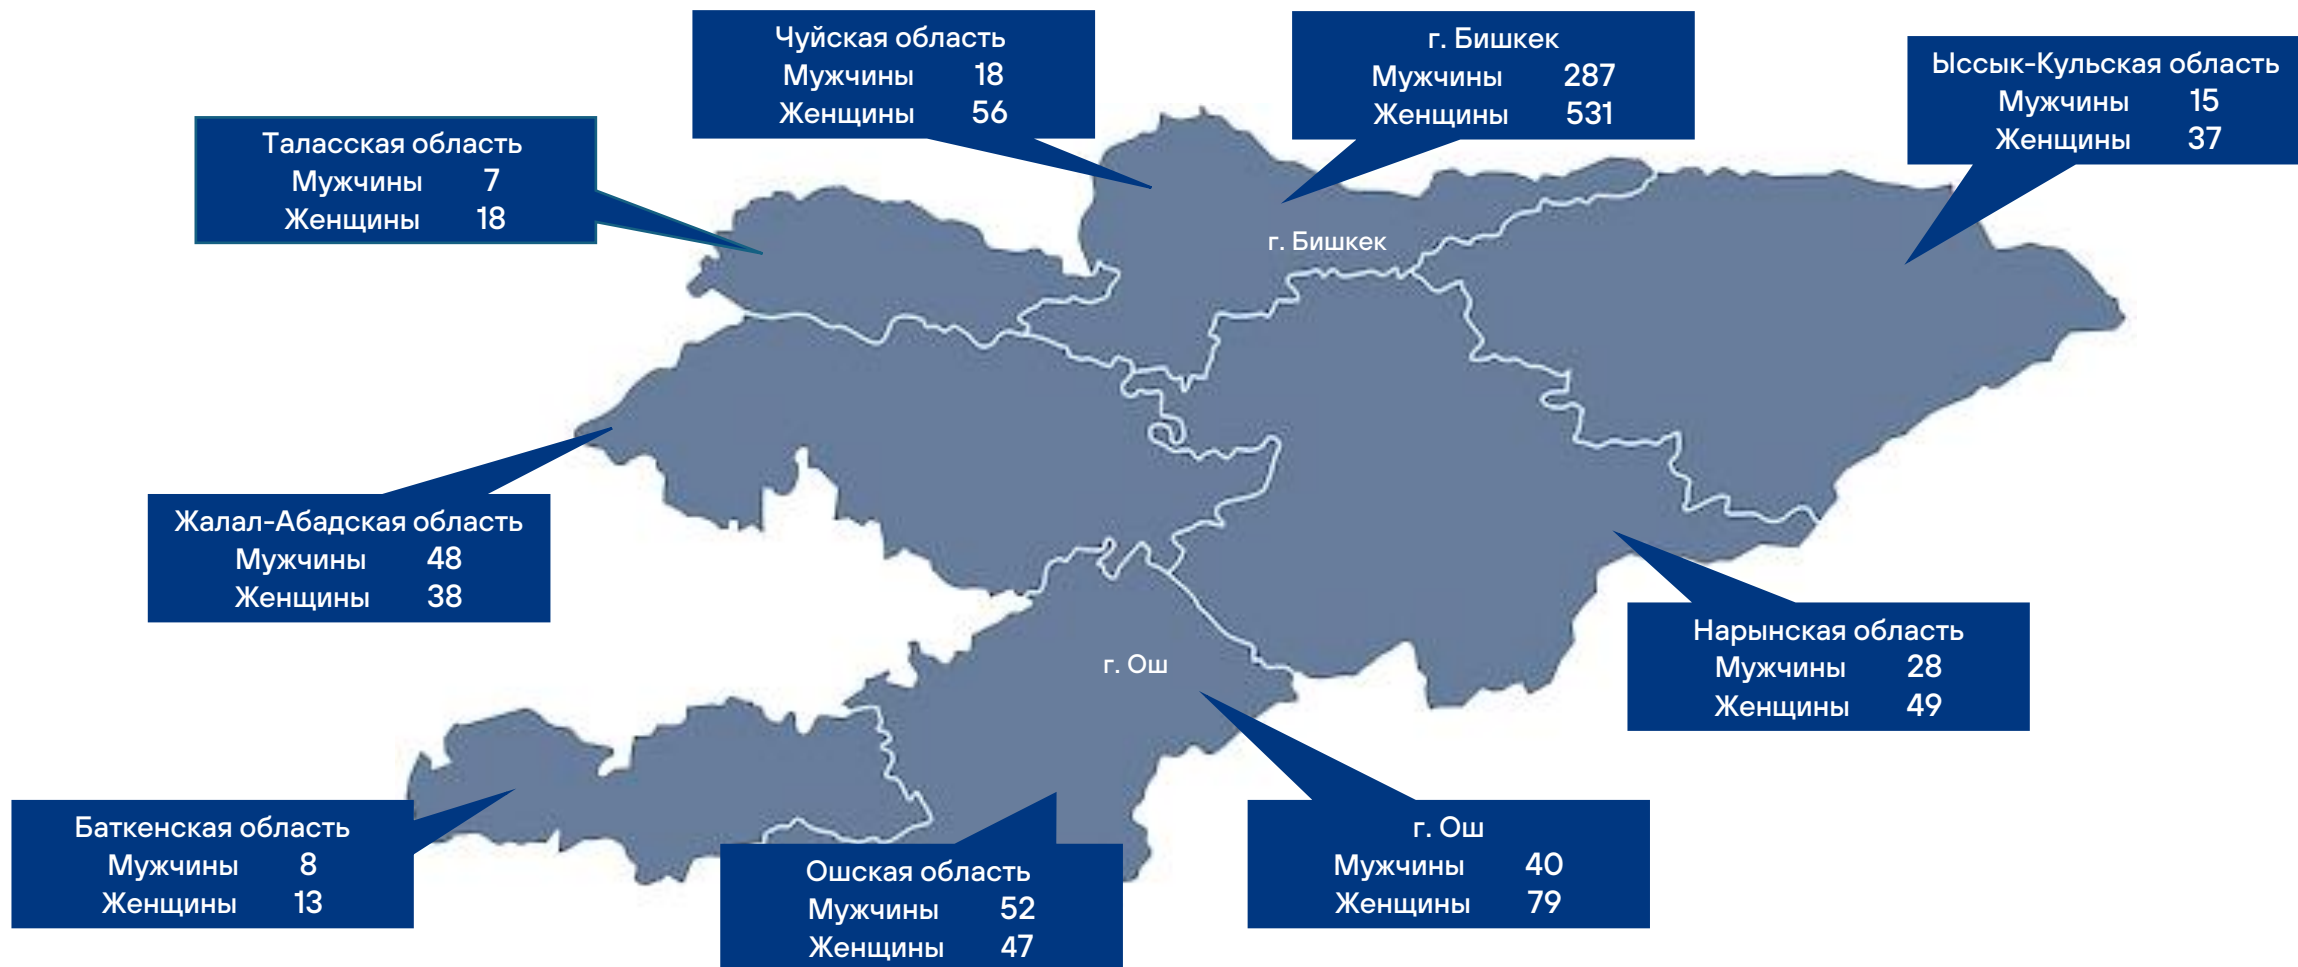 Чуйская область
Мужчины 18
Женщины 56
г. Бишкек
Мужчины 287
Женщины 531
Ыссык-Кульская область
Мужчины 15
Женщины 37
Таласская область
Мужчины 7
Женщины 18
г. Бишкек
Жалал-Абадская область
Мужчины 48
Женщины 38
Нарынская область
Мужчины 28
Женщины 49
г. Ош
Баткенская область
Мужчины 8
Женщины 13
Ошская область
Мужчины 52
Женщины 47
г. Ош
Мужчины 40
Женщины 79